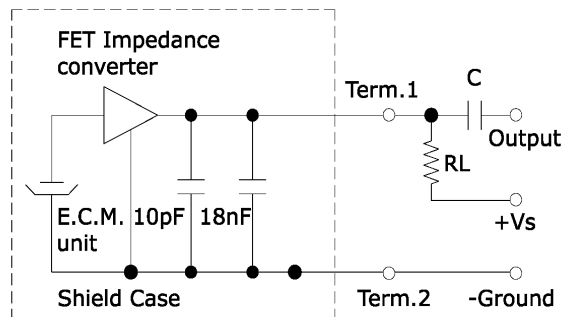 FET Impedance
converter
Term.1
C
Output
RL
E.C.M. 10pF 18nF
unit
+Vs
Shield Case
Term.2
-Ground